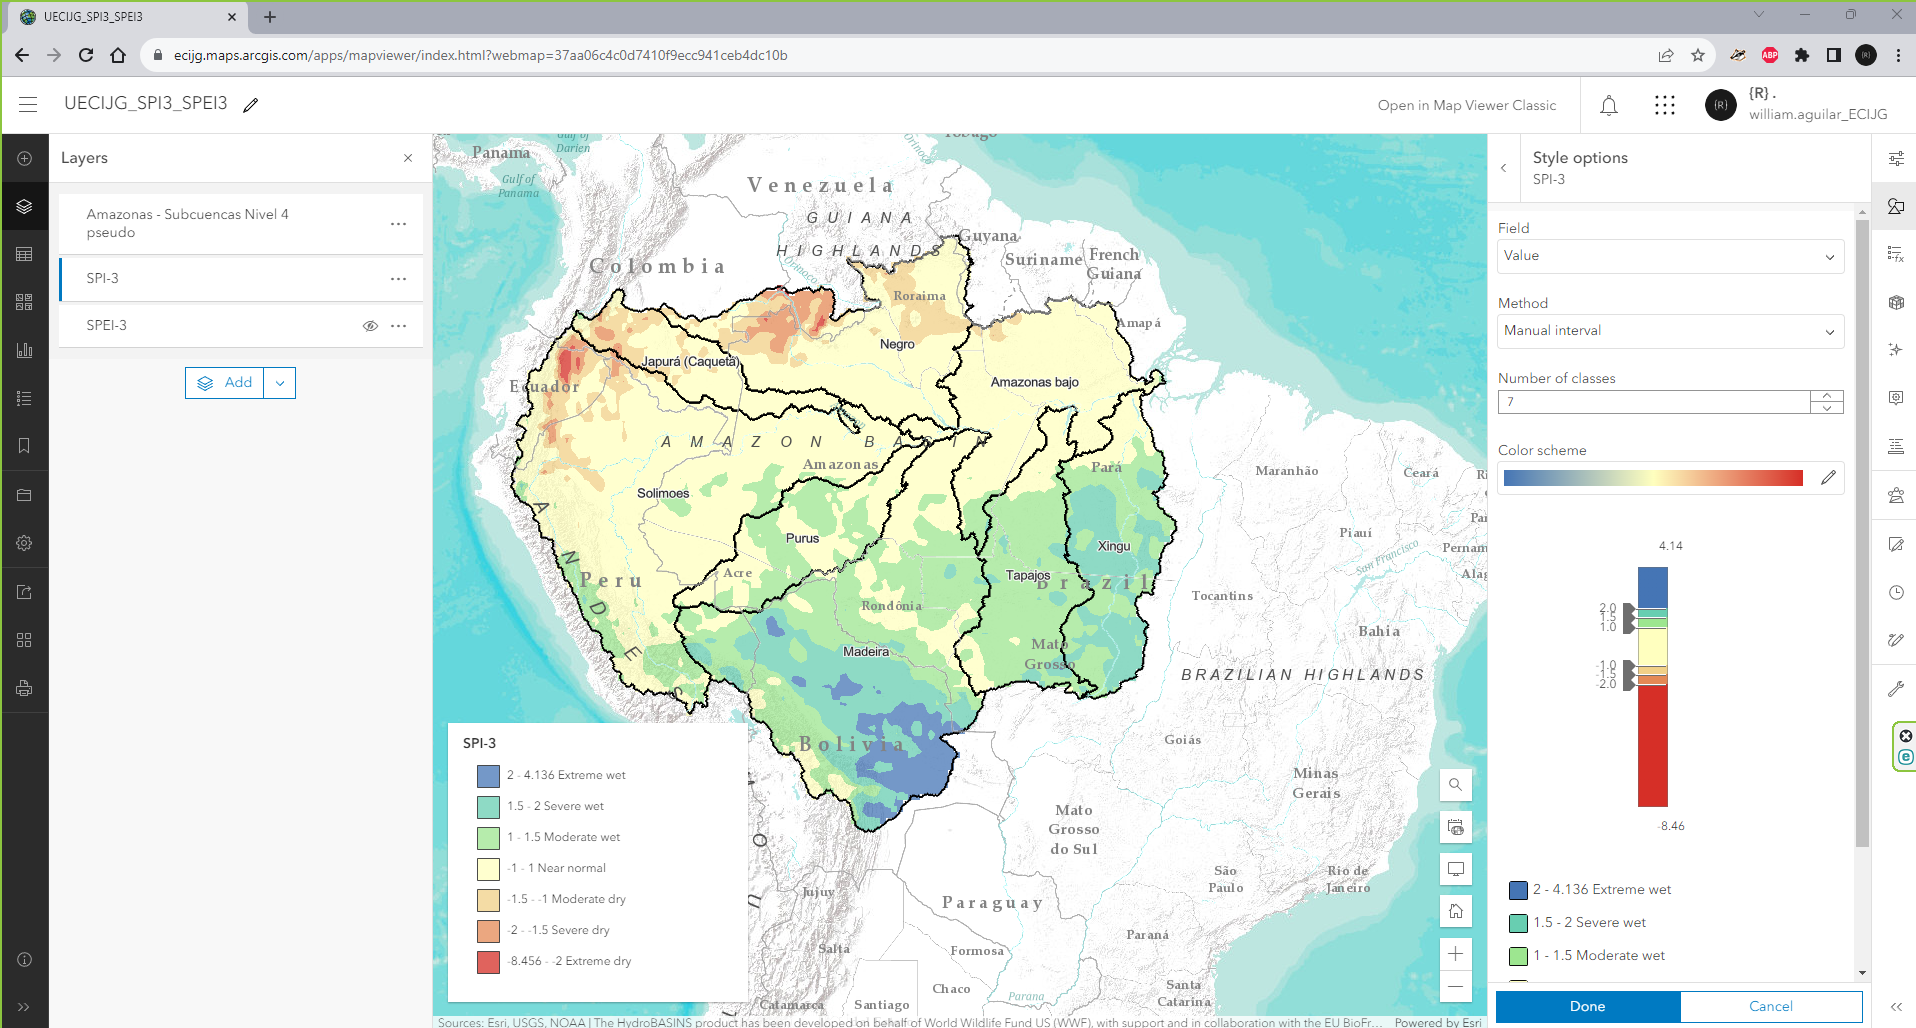 UECIJG_SPI3_SPEI3
ecijg.maps.arcgis.com/apps/mapviewer/index.html?webmap=37aa06c4c0d7410f9ecc941ceb4dc10b
ABP
{R}
UECIJG_SPI3_SPEI3
Open in Map Viewer Classic
{R}
{R} .
william.aguilar_ECIJG
Layers
Amazonas - Subcuencas Nivel 4
pseudo
SPI-3
SPEI-3
Add
Gulf of
Darien
Tobago
Panama
Gulf of
Panama
Orinoco
Venezuela
GUIANA
HIGHLANDS
Guyana
Suriname
French
Guiana
Colombia
Roraima
Amapá
Negro
Japurá (Caqueta)
Ecuador
Amazonas bajo
AMAZON BASIN
Amazonas
Pará
Maranhão
Ceará
Solimoes
Purus
Xingu
Piauí
Pernam
San Francisco
Alag
Acre
Peru
ANDES
Tapajos
Brazil
Rondônia
Tocantins
Bahia
Mato
Grosso
Madeira
BRAZILIAN HIGHLANDS
Bolivia
Goiás
Minas
Gerais
Mato
Grosso
do Sul
São
Paulo
Rio de
Janeiro
Jujuy
Paraguay
Salta
Formosa
Paraná
Chaco
Parana
Santa
Catarina
Catamarca
Santiago
SPI-3
2 - 4.136 Extreme wet
1.5 - 2 Severe wet
1 - 1.5 Moderate wet
-1 - 1 Near normal
-1.5 - -1 Moderate dry
-2 - -1.5 Severe dry
-8.456 - -2 Extreme dry
Sources: Esri, USGS, NOAA | The HydroBASINS product has been developed on behalf of World Wildlife Fund US (WWF), with support and in collaboration with the EU BioFr...
Powered by Esri
Style options
SPI-3
Field
Value
Method
Manual interval
Number of classes
7
Color scheme
4.14
2.0
1.5
1.0
-1.0
-1.5
-2.0
-8.46
2 - 4.136 Extreme wet
1.5 - 2 Severe wet
1 - 1.5 Moderate wet
Done
Cancel